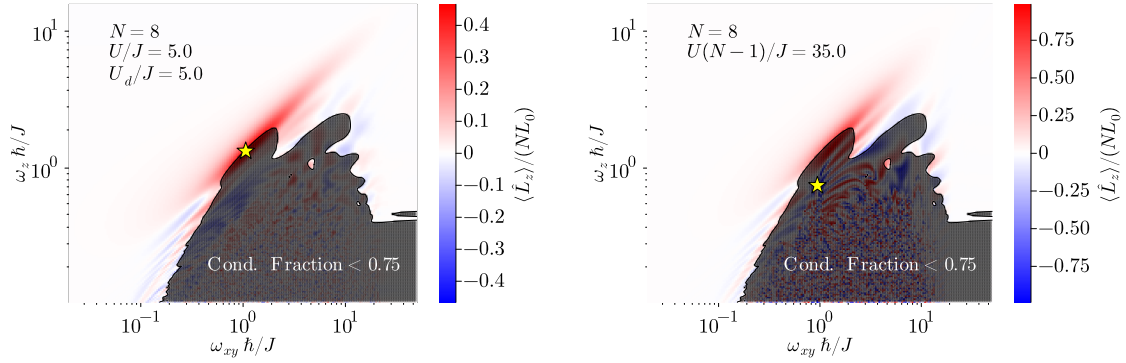 N = 8
U/J = 5.0
U_d/J = 5.0
Cond. Fraction < 0.75
10^1
10^0
ω_z ℏ/J
10^-1
10^0
10^1
ω_xy ℏ/J
0.4
0.3
0.2
0.1
0
−0.1
−0.2
−0.3
−0.4
⟨L̂_z⟩/(NL_0)
N = 8
U(N − 1)/J = 35.0
Cond. Fraction < 0.75
10^1
10^0
ω_z ℏ/J
10^-1
10^0
10^1
ω_xy ℏ/J
0.75
0.50
0.25
0
−0.25
−0.50
−0.75
⟨L̂_z⟩/(NL_0)